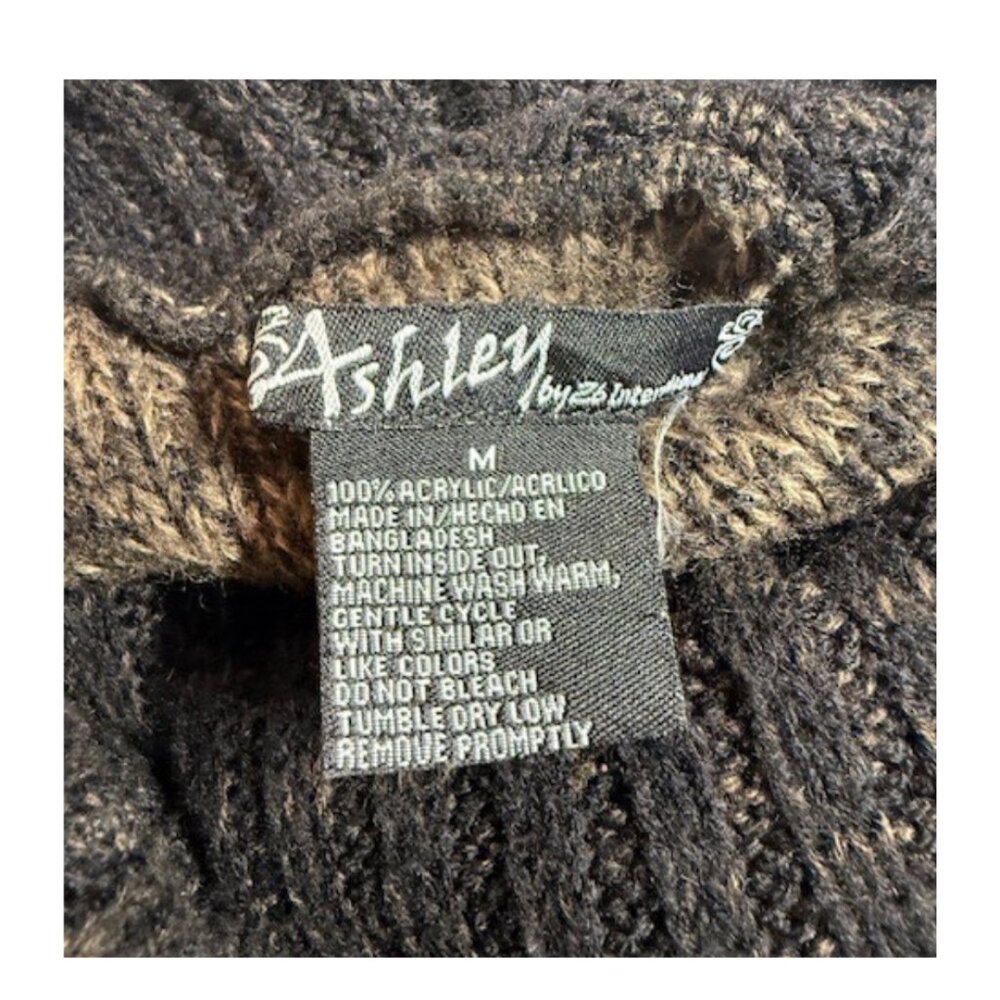 Ashley
by 26 International
M
100% ACRYLIC/ACRLICO
MADE IN/HECHO EN
BANGLADESH
TURN INSIDE OUT,
MACHINE WASH WARM,
GENTLE CYCLE
WITH SIMILAR OR
LIKE COLORS
DO NOT BLEACH
TUMBLE DRY LOW
REMOVE PROMPTLY